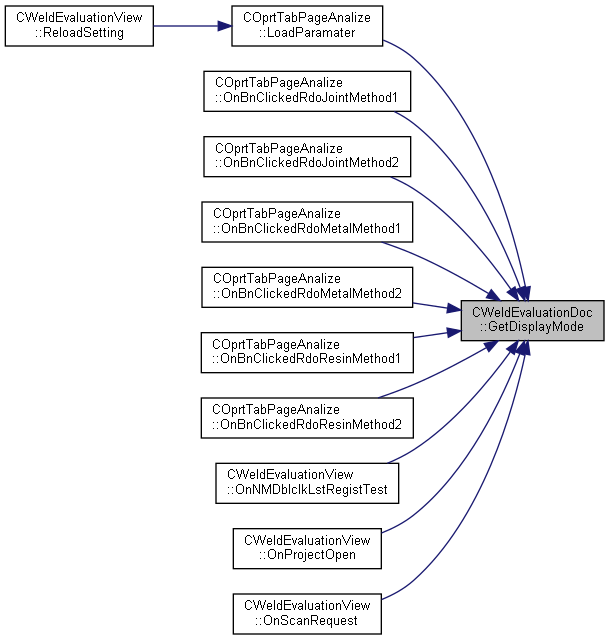 CWeldEvaluationView
::ReloadSetting
COprtTabPageAnalize
::LoadParamater
COprtTabPageAnalize
::OnBnClickedRdoJointMethod1
COprtTabPageAnalize
::OnBnClickedRdoJointMethod2
COprtTabPageAnalize
::OnBnClickedRdoMetalMethod1
COprtTabPageAnalize
::OnBnClickedRdoMetalMethod2
CWeldEvaluationDoc
::GetDisplayMode
COprtTabPageAnalize
::OnBnClickedRdoResinMethod1
COprtTabPageAnalize
::OnBnClickedRdoResinMethod2
CWeldEvaluationView
::OnNMDblclkLstRegistTest
CWeldEvaluationView
::OnProjectOpen
CWeldEvaluationView
::OnScanRequest